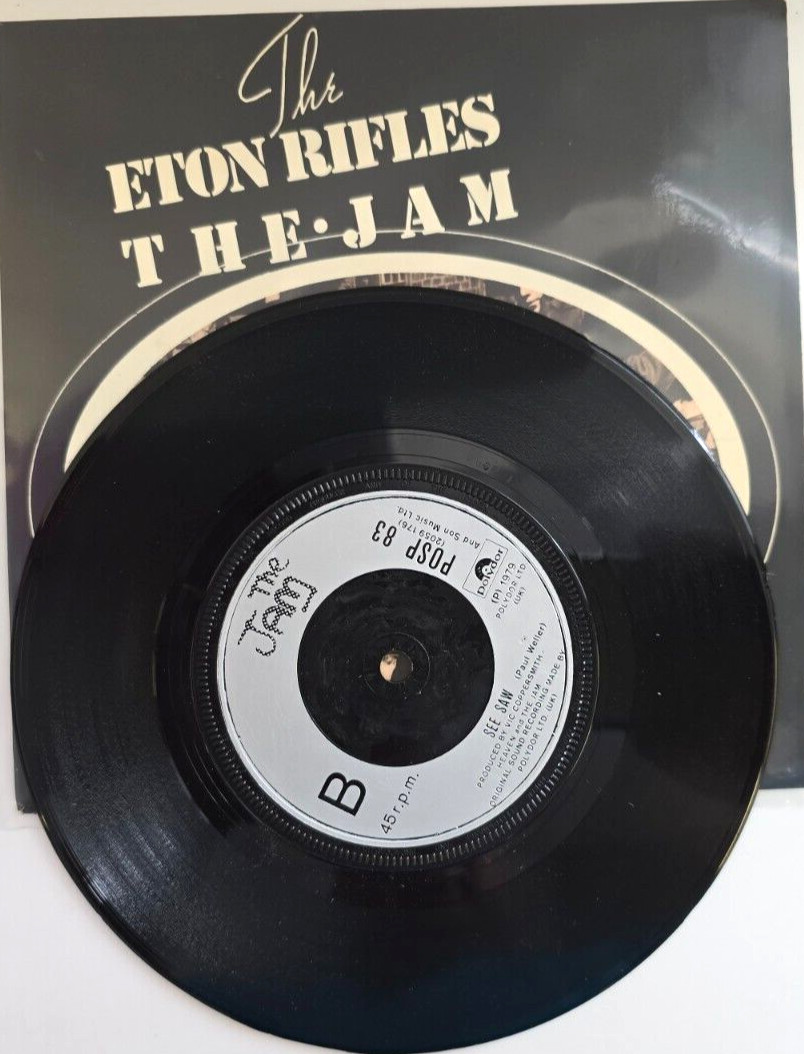 The
ETON RIFLES
THE·JAM
The
Jam
POSP 83
(2059 176)
And Son Music Ltd.
Polydor
(P) 1979
POLYDOR LTD.
(UK)
SEE SAW (Paul Weller)
PRODUCED BY VIC COPPERSMITH-
HEAVEN and THE JAM
ORIGINAL SOUND RECORDING MADE BY
POLYDOR LTD. (UK)
B
45 r.p.m.